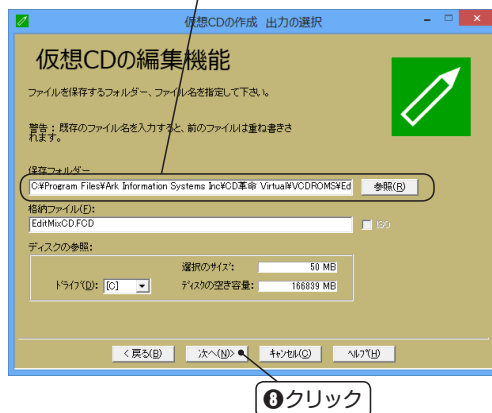 仮想CDの作成 出力の選択
仮想CDの編集機能
ファイルを保存するフォルダー、ファイル名を指定して下さい。
警告：既存のファイル名を入力すると、前のファイルは重ね書きさ
れます。
保存フォルダー
C:¥Program Files¥Ark Information Systems Inc¥CD革命 Virtual¥VCDROMS¥Ed 参照(R)
格納ファイル(F):
EditMixCD.FCD ISO
ディスクの参照:
選択のサイズ: 50 MB
ドライブ(D): [C] ディスクの空き容量: 166839 MB
< 戻る(B) 次へ(N)> キャンセル(C) ヘルプ(H)
❽クリック